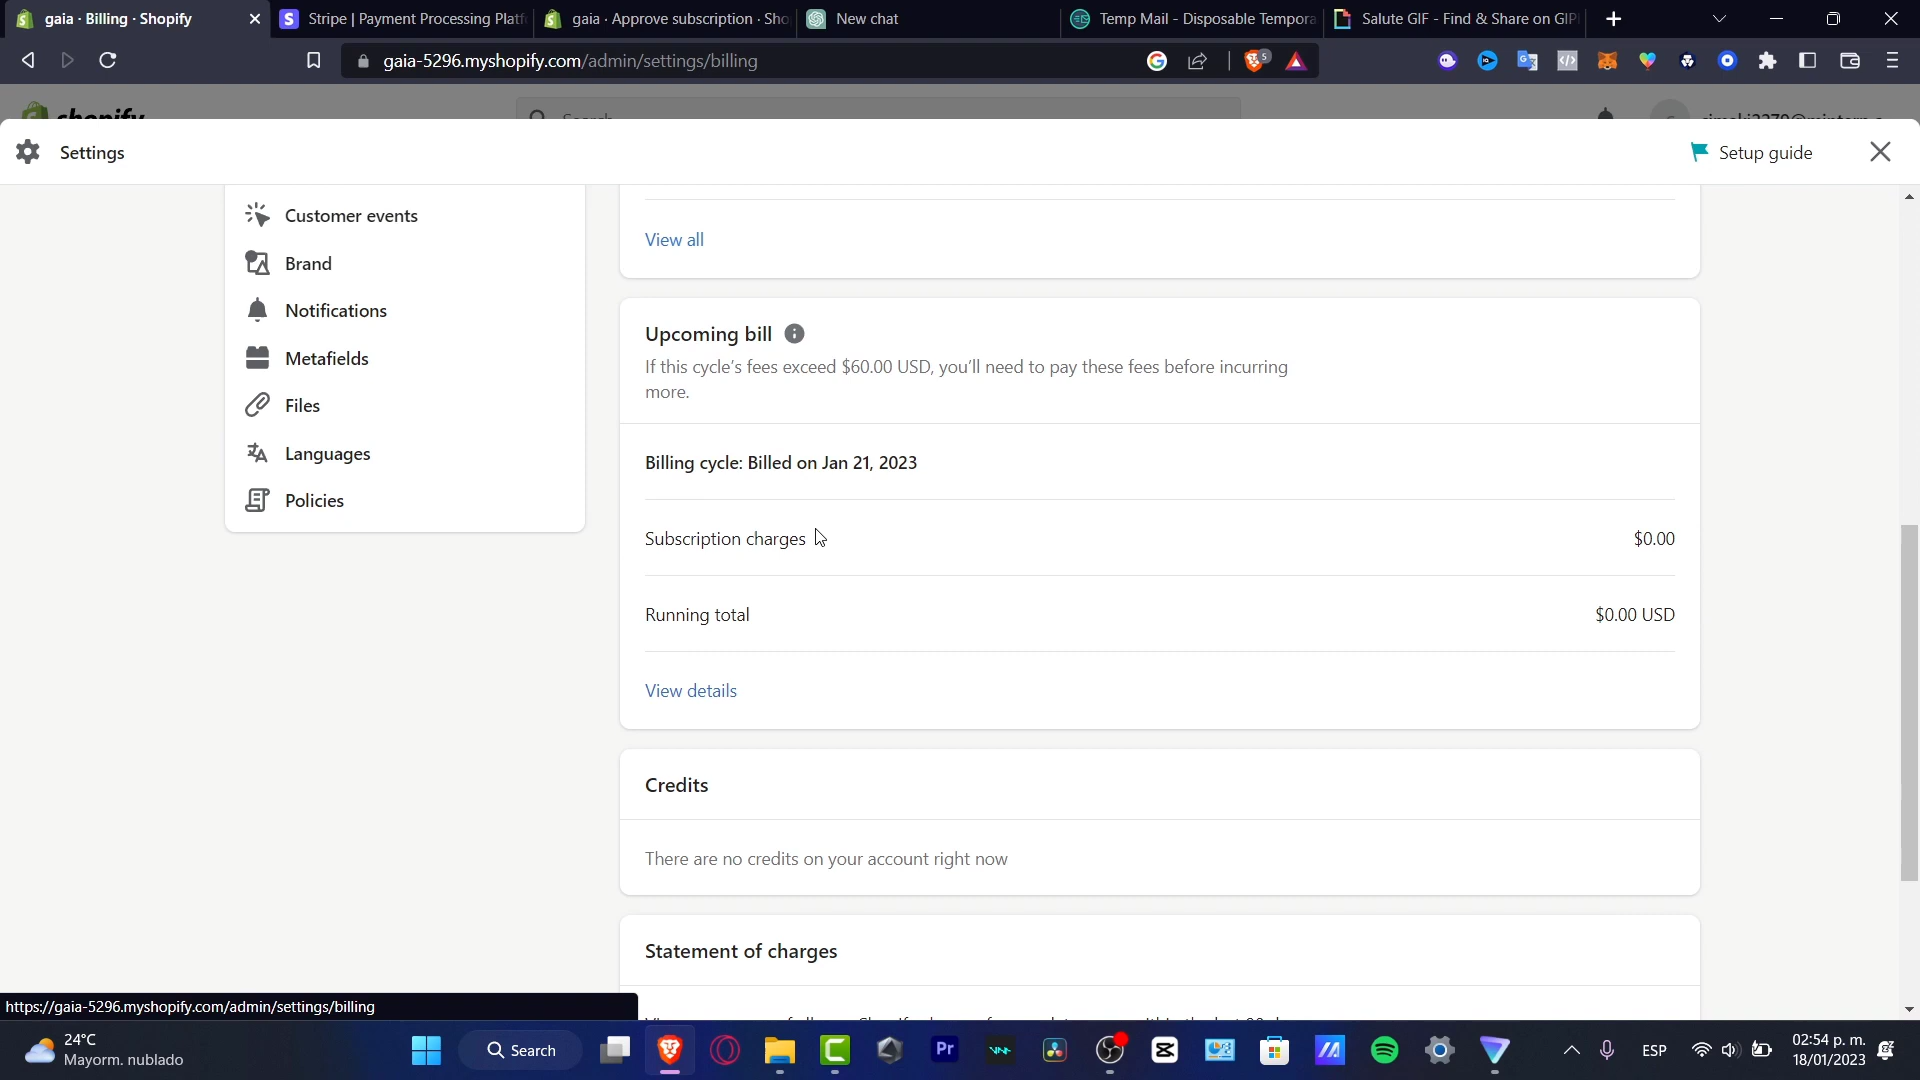 gaia · Billing · Shopify
Stripe | Payment Processing Platf
gaia · Approve subscription · Sho
New chat
Temp Mail - Disposable Tempora
Salute GIF - Find & Share on GIP
gaia-5296.myshopify.com/admin/settings/billing
5
shopify
Search
Settings
Setup guide
Customer events
Brand
Notifications
Metafields
Files
Languages
Policies
View all
Upcoming bill
If this cycle's fees exceed $60.00 USD, you'll need to pay these fees before incurring
more.
Billing cycle: Billed on Jan 21, 2023
Subscription charges
$0.00
Running total
$0.00 USD
View details
Credits
There are no credits on your account right now
Statement of charges
https://gaia-5296.myshopify.com/admin/settings/billing
24°C
Mayorm. nublado
Search
Pr
ESP
02:54 p. m.
18/01/2023